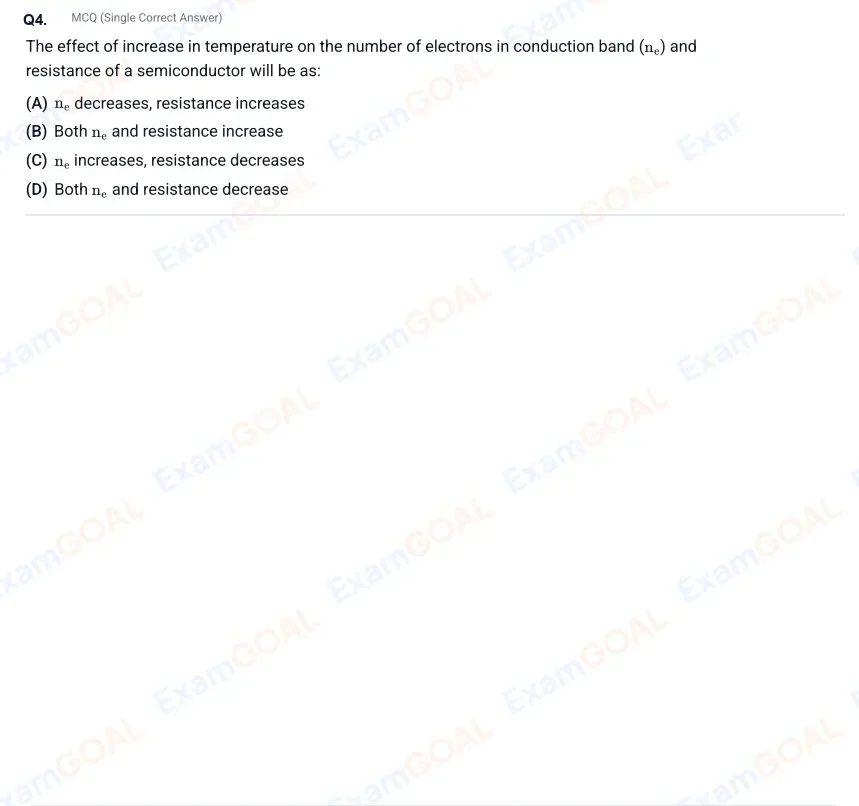 Q4. MCQ (Single Correct Answer)
The effect of increase in temperature on the number of electrons in conduction band (nₑ) and
resistance of a semiconductor will be as:
(A) nₑ decreases, resistance increases
(B) Both nₑ and resistance increase
(C) nₑ increases, resistance decreases
(D) Both nₑ and resistance decrease
ExamGOAL